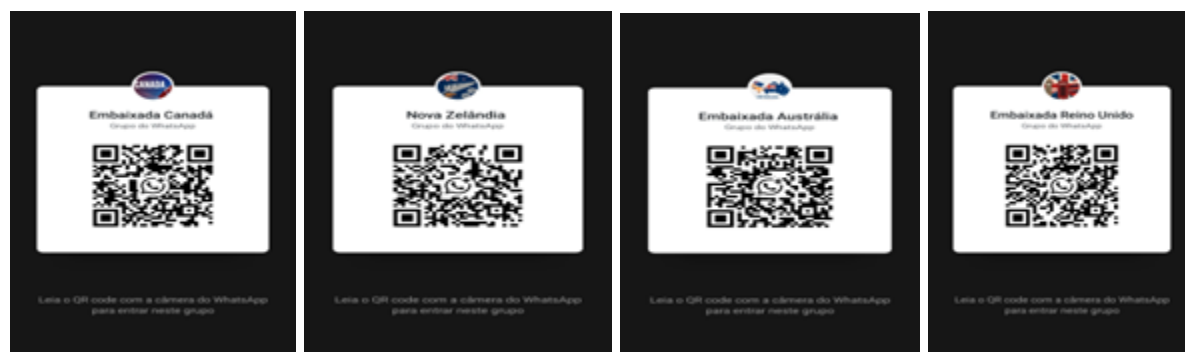 CANADA
Embaixada Canadá
Grupo do WhatsApp
Leia o QR code com a câmera do WhatsApp
para entrar neste grupo
Nova Zelândia
Grupo do WhatsApp
Leia o QR code com a câmera do WhatsApp
para entrar neste grupo
Embaixada Austrália
Grupo do WhatsApp
Leia o QR code com a câmera do WhatsApp
para entrar neste grupo
Embaixada Reino Unido
Grupo do WhatsApp
Leia o QR code com a câmera do WhatsApp
para entrar neste grupo